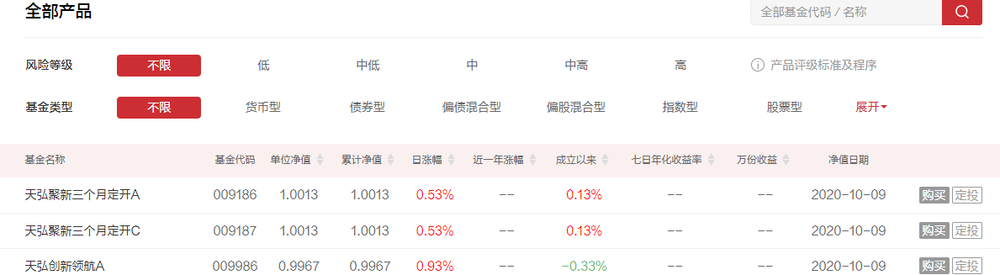 全部产品 全部基金代码 / 名称
风险等级 不限 低 中低 中 中高 高 产品评级标准及程序
基金类型 不限 货币型 债券型 偏债混合型 偏股混合型 指数型 股票型 展开
基金名称 基金代码 单位净值 累计净值 日涨幅 近一年涨幅 成立以来 七日年化收益率 万份收益 净值日期
天弘聚新三个月定开A 009186 1.0013 1.0013 0.53% -- 0.13% -- -- 2020-10-09 购买 定投
天弘聚新三个月定开C 009187 1.0013 1.0013 0.53% -- 0.13% -- -- 2020-10-09 购买 定投
天弘创新领航A 009986 0.9967 0.9967 0.93% -- -0.33% -- -- 2020-10-09 购买 定投